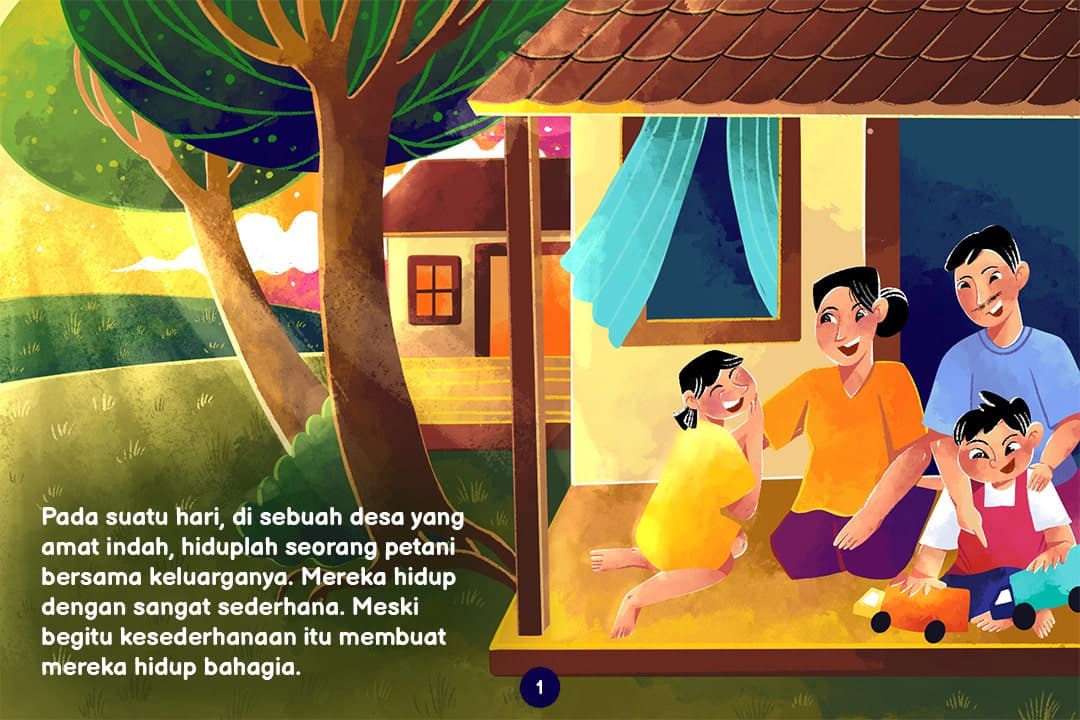 Pada suatu hari, di sebuah desa yang
amat indah, hiduplah seorang petani
bersama keluarganya. Mereka hidup
dengan sangat sederhana. Meski
begitu kesederhanaan itu membuat
mereka hidup bahagia.
1